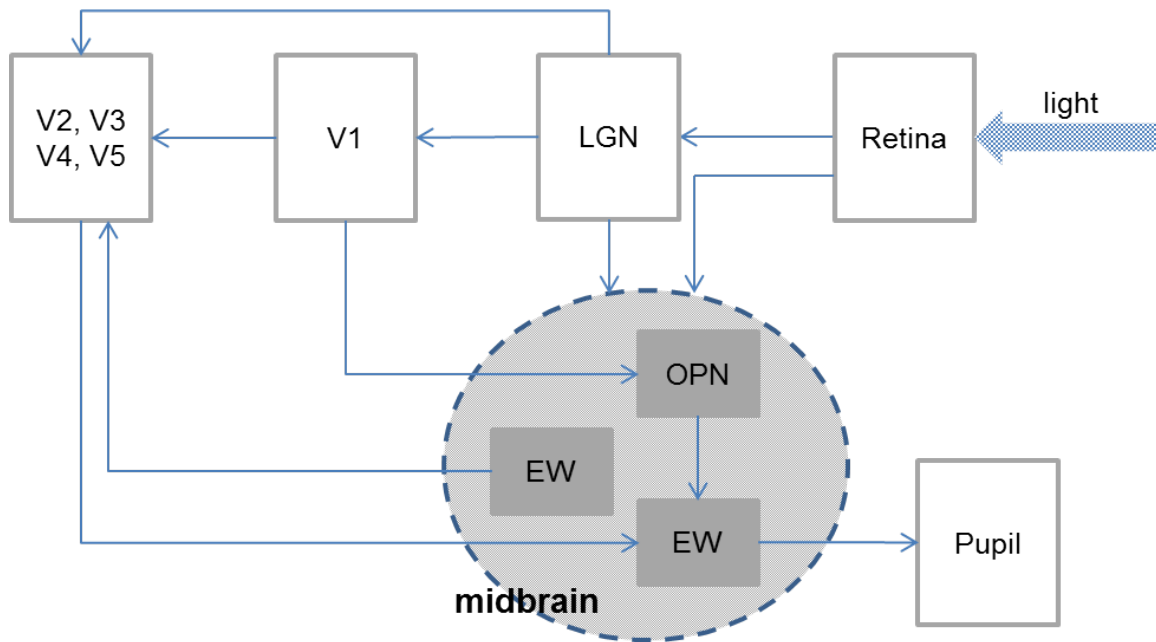 V2, V3
V4, V5
V1
LGN
Retina
light
OPN
EW
EW
Pupil
midbrain